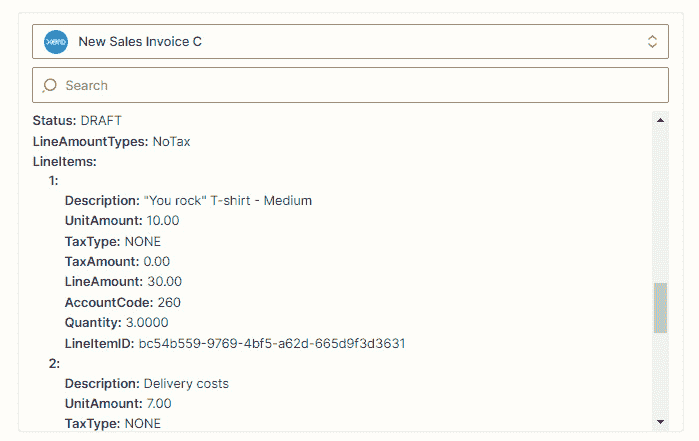 xero
New Sales Invoice C
Search
Status: DRAFT
LineAmountTypes: NoTax
LineItems:
1:
Description: "You rock" T-shirt - Medium
UnitAmount: 10.00
TaxType: NONE
TaxAmount: 0.00
LineAmount: 30.00
AccountCode: 260
Quantity: 3.0000
LineItemID: bc54b559-9769-4bf5-a62d-665d9f3d3631
2:
Description: Delivery costs
UnitAmount: 7.00
TaxType: NONE